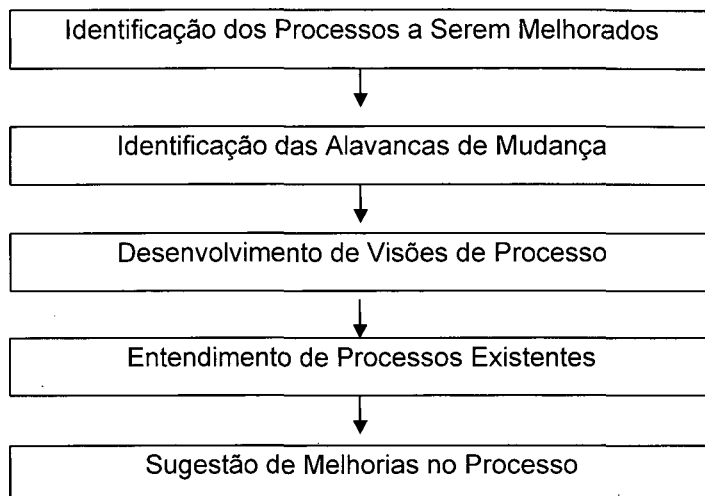 Identificação dos Processos a Serem Melhorados
Identificação das Alavancas de Mudança
Desenvolvimento de Visões de Processo
Entendimento de Processos Existentes
Sugestão de Melhorias no Processo